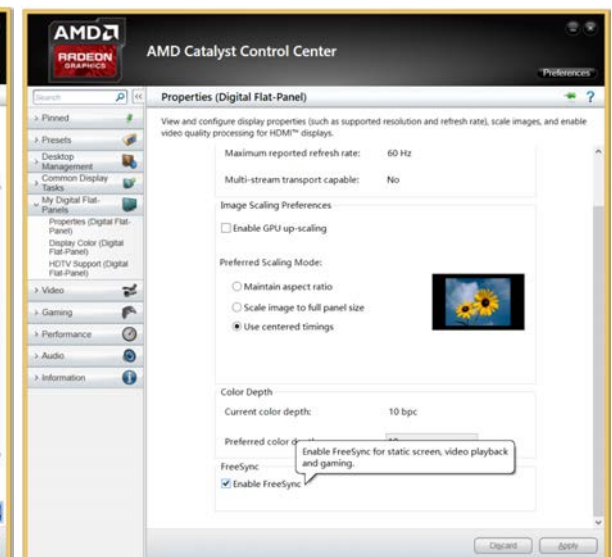 AMD
RADEON
GRAPHICS
AMD Catalyst Control Center
Preferences
Search
Properties (Digital Flat-Panel)
?
Pinned
Presets
Desktop
Management
Common Display
Tasks
My Digital Flat-
Panels
Properties (Digital Flat-
Panel)
Display Color (Digital
Flat-Panel)
HDTV Support (Digital
Flat-Panel)
Video
Gaming
Performance
Audio
Information
View and configure display properties (such as supported resolution and refresh rate), scale images, and enable
video quality processing for HDMI™ displays.
Maximum reported refresh rate: 60 Hz
Multi-stream transport capable: No
Image Scaling Preferences
Enable GPU up-scaling
Preferred Scaling Mode:
Maintain aspect ratio
Scale image to full panel size
Use centered timings
Color Depth
Current color depth: 10 bpc
Preferred color
Enable FreeSync for static screen, video playback
and gaming.
FreeSync
Enable FreeSync
Discard Apply